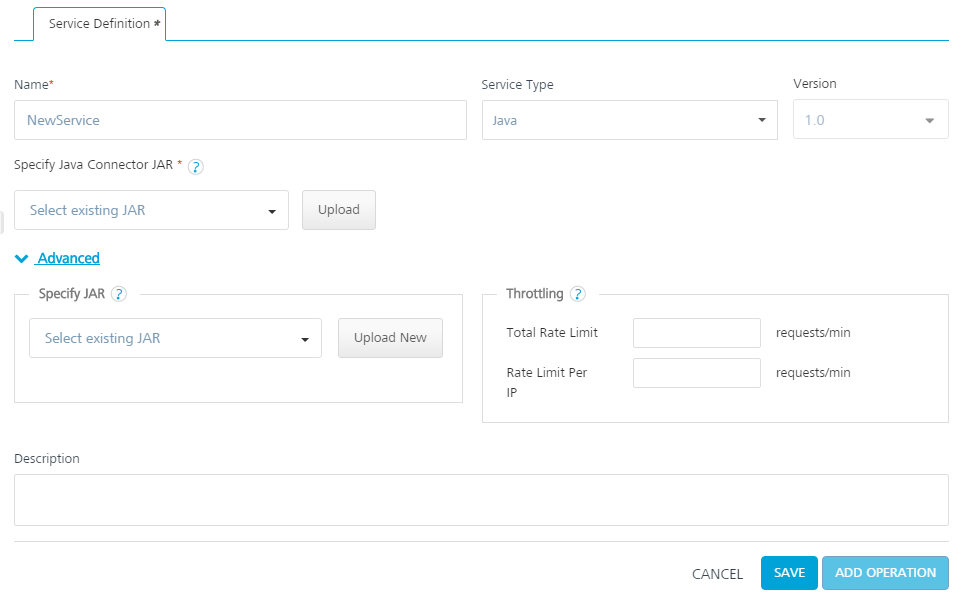 Service Definition *
Name*
Service Type
Version
NewService
Java
1.0
Specify Java Connector JAR * ?
Select existing JAR
Upload
Advanced
Specify JAR ?
Select existing JAR
Upload New
Throttling ?
Total Rate Limit
requests/min
Rate Limit Per
IP
requests/min
Description
CANCEL
SAVE
ADD OPERATION